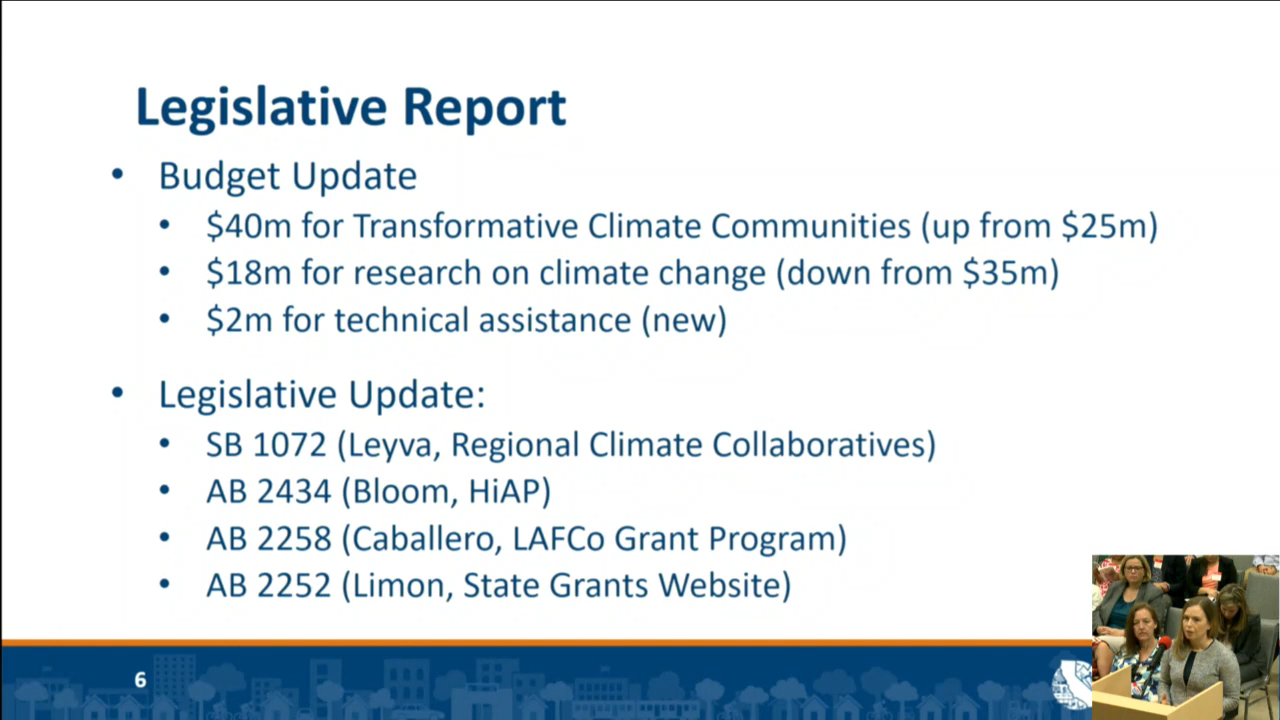 Legislative Report
• Budget Update
• $40m for Transformative Climate Communities (up from $25m)
• $18m for research on climate change (down from $35m)
• $2m for technical assistance (new)
• Legislative Update:
• SB 1072 (Leyva, Regional Climate Collaboratives)
• AB 2434 (Bloom, HiAP)
• AB 2258 (Caballero, LAFCo Grant Program)
• AB 2252 (Limon, State Grants Website)
6